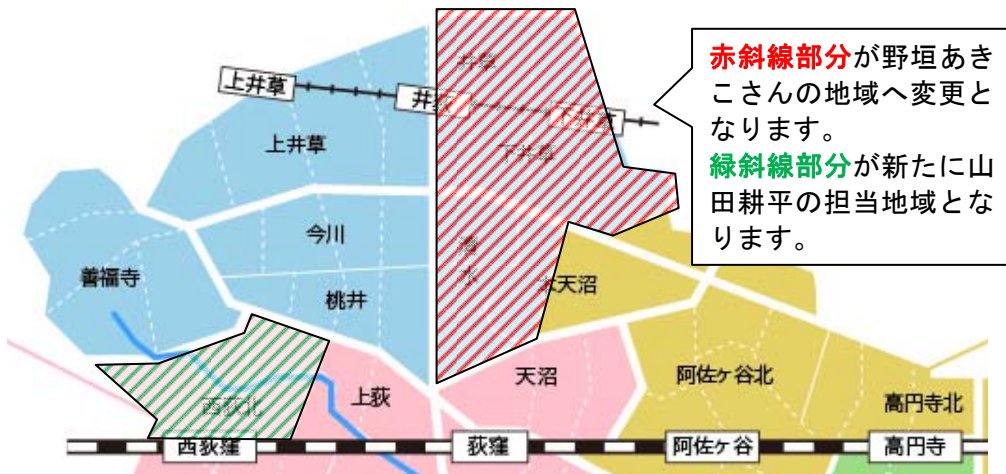 赤斜線部分が野垣あき
こさんの地域へ変更と
なります。
緑斜線部分が新たに山
田耕平の担当地域とな
ります。
井草
上井草
井荻
下井草
上井草
下井草
今川
清水
善福寺
桃井
本天沼
天沼
阿佐ヶ谷北
上荻
西荻北
高円寺北
西荻窪
荻窪
阿佐ヶ谷
高円寺